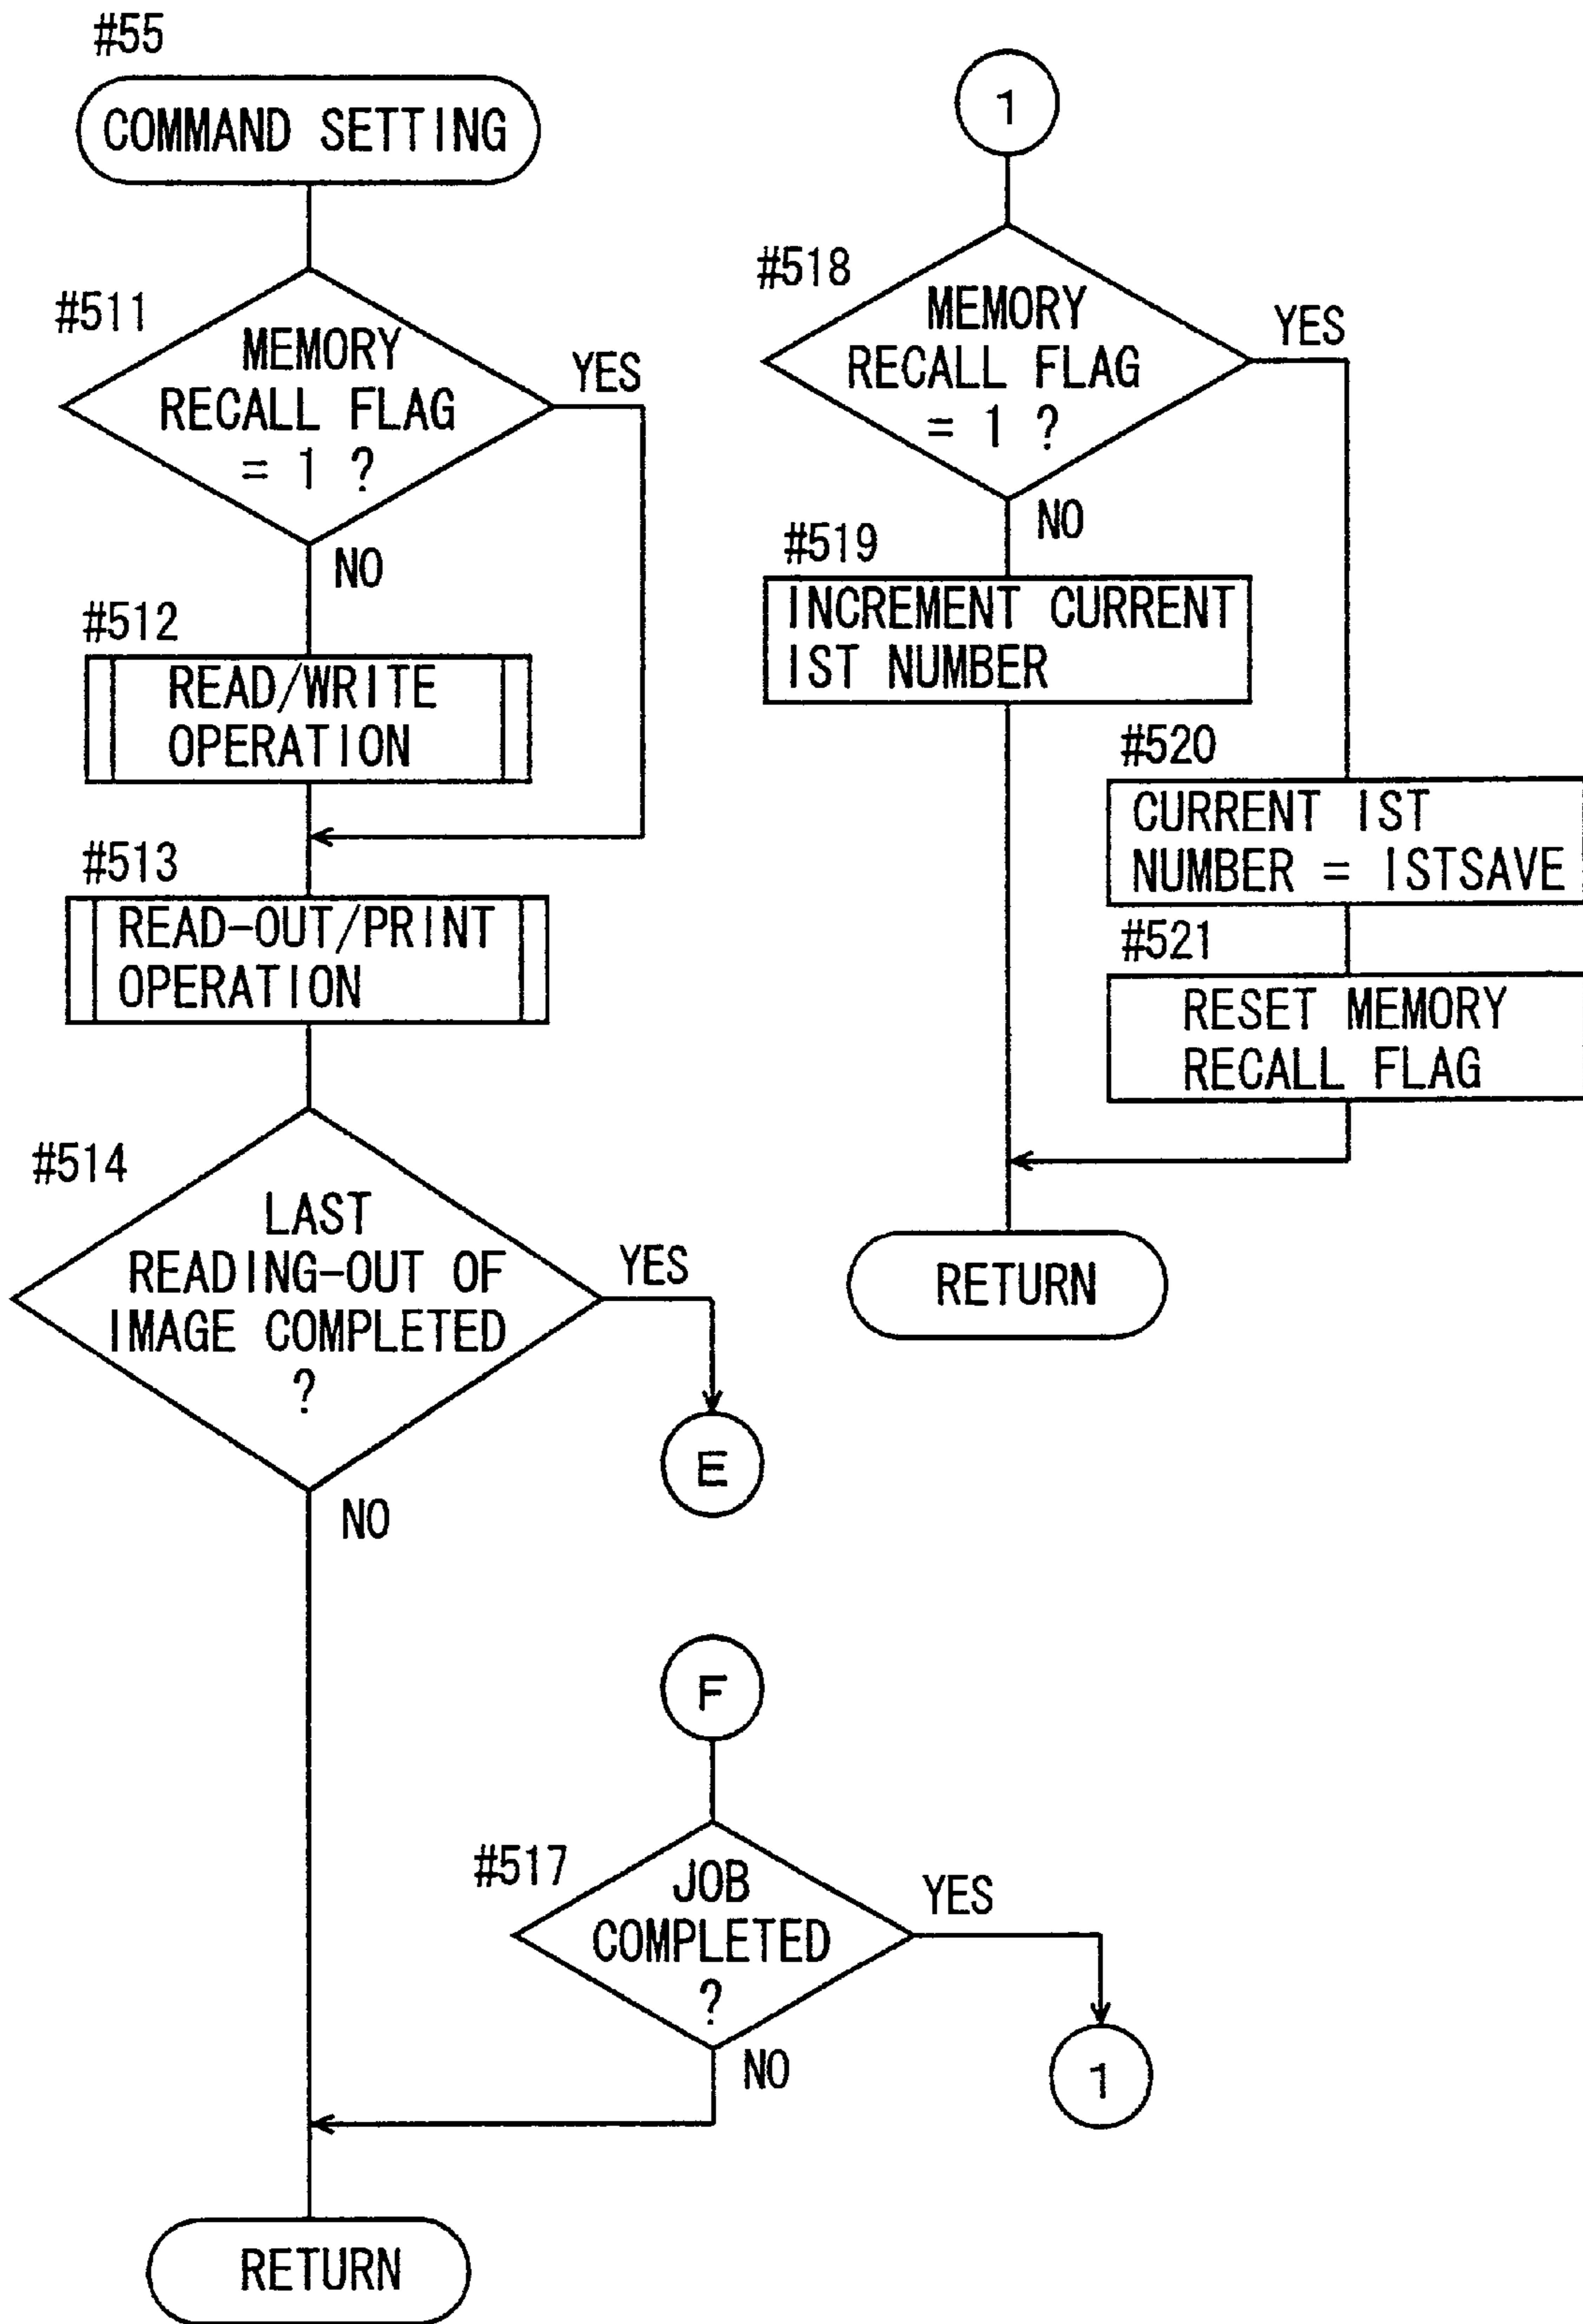 #55
COMMAND SETTING
#511
MEMORY
RECALL FLAG
= 1 ?
YES
NO
#512
READ/WRITE
OPERATION
#513
READ-OUT/PRINT
OPERATION
#514
LAST
READING-OUT OF
IMAGE COMPLETED
?
YES
E
NO
F
#517
JOB
COMPLETED
?
YES
1
NO
RETURN
1
#518
MEMORY
RECALL FLAG
= 1 ?
YES
NO
#519
INCREMENT CURRENT
IST NUMBER
#520
CURRENT IST
NUMBER = ISTSAVE
#521
RESET MEMORY
RECALL FLAG
RETURN